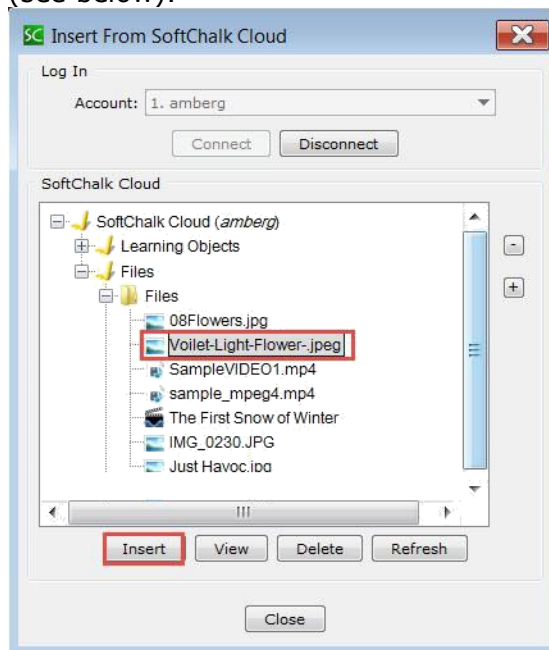 (see below).
SC Insert From SoftChalk Cloud
Log In
Account: 1. amberg
Connect Disconnect
SoftChalk Cloud
SoftChalk Cloud (amberg)
Learning Objects
Files
Files
08Flowers.jpg
Voilet-Light-Flower-.jpeg
SampleVIDEO1.mp4
sample_mpeg4.mp4
The First Snow of Winter
IMG_0230.JPG
Just Havoc.jpg
Insert View Delete Refresh
Close